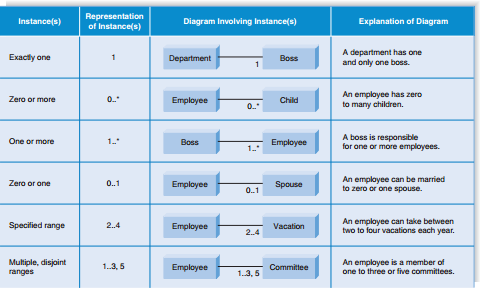 Instance(s)
Representation
of Instance(s)
Diagram Involving Instance(s)
Explanation of Diagram
Exactly one
1
Department
1
Boss
A department has one
and only one boss.
Zero or more
0..*
Employee
0..*
Child
An employee has zero
to many children.
One or more
1..*
Boss
1..*
Employee
A boss is responsible
for one or more employees.
Zero or one
0..1
Employee
0..1
Spouse
An employee can be married
to zero or one spouse.
Specified range
2..4
Employee
2..4
Vacation
An employee can take between
two to four vacations each year.
Multiple, disjoint
ranges
1..3, 5
Employee
1..3, 5
Committee
An employee is a member of
one to three or five committees.